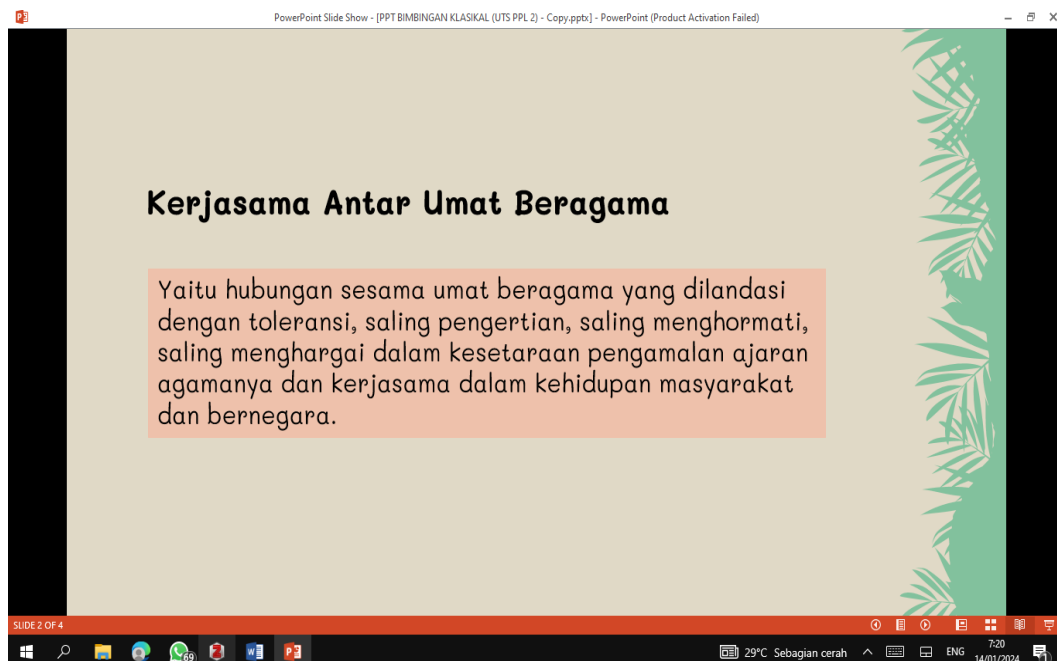 PowerPoint Slide Show - [PPT BIMBINGAN KLASIKAL (UTS PPL 2) - Copy.pptx] - PowerPoint (Product Activation Failed)
Kerjasama Antar Umat Beragama
Yaitu hubungan sesama umat beragama yang dilandasi
dengan toleransi, saling pengertian, saling menghormati,
saling menghargai dalam kesetaraan pengamalan ajaran
agamanya dan kerjasama dalam kehidupan masyarakat
dan bernegara.
SLIDE 2 OF 4
69
29°C Sebagian cerah
ENG
7:20
14/01/2024
1